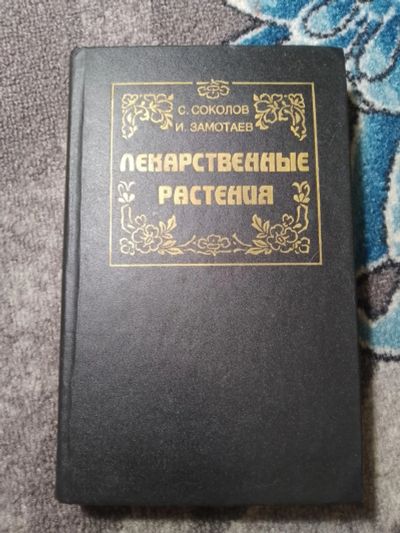 С. СОКОЛОВ
И. ЗАМОТАЕВ
ЛЕКАРСТВЕННЫЕ
РАСТЕНИЯ